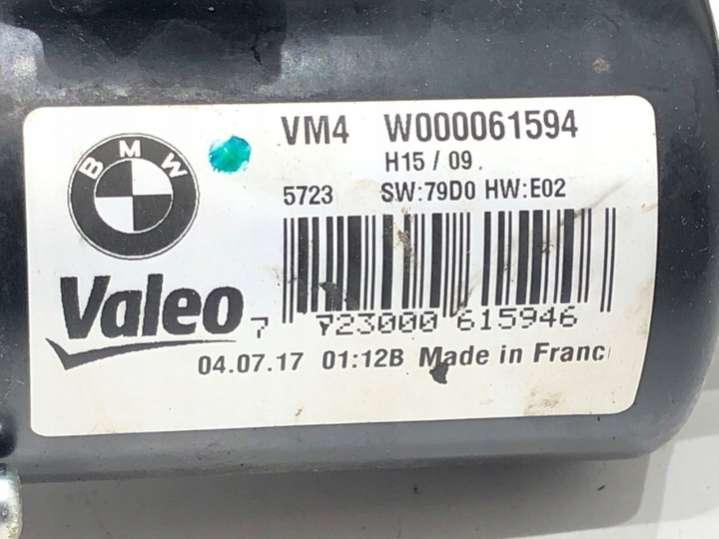 BMW
VM4 W000061594
H15 / 09 .
5723 SW:79D0 HW:E02
Valeo
7 723000 615946
04.07.17 01:12B Made in Franc